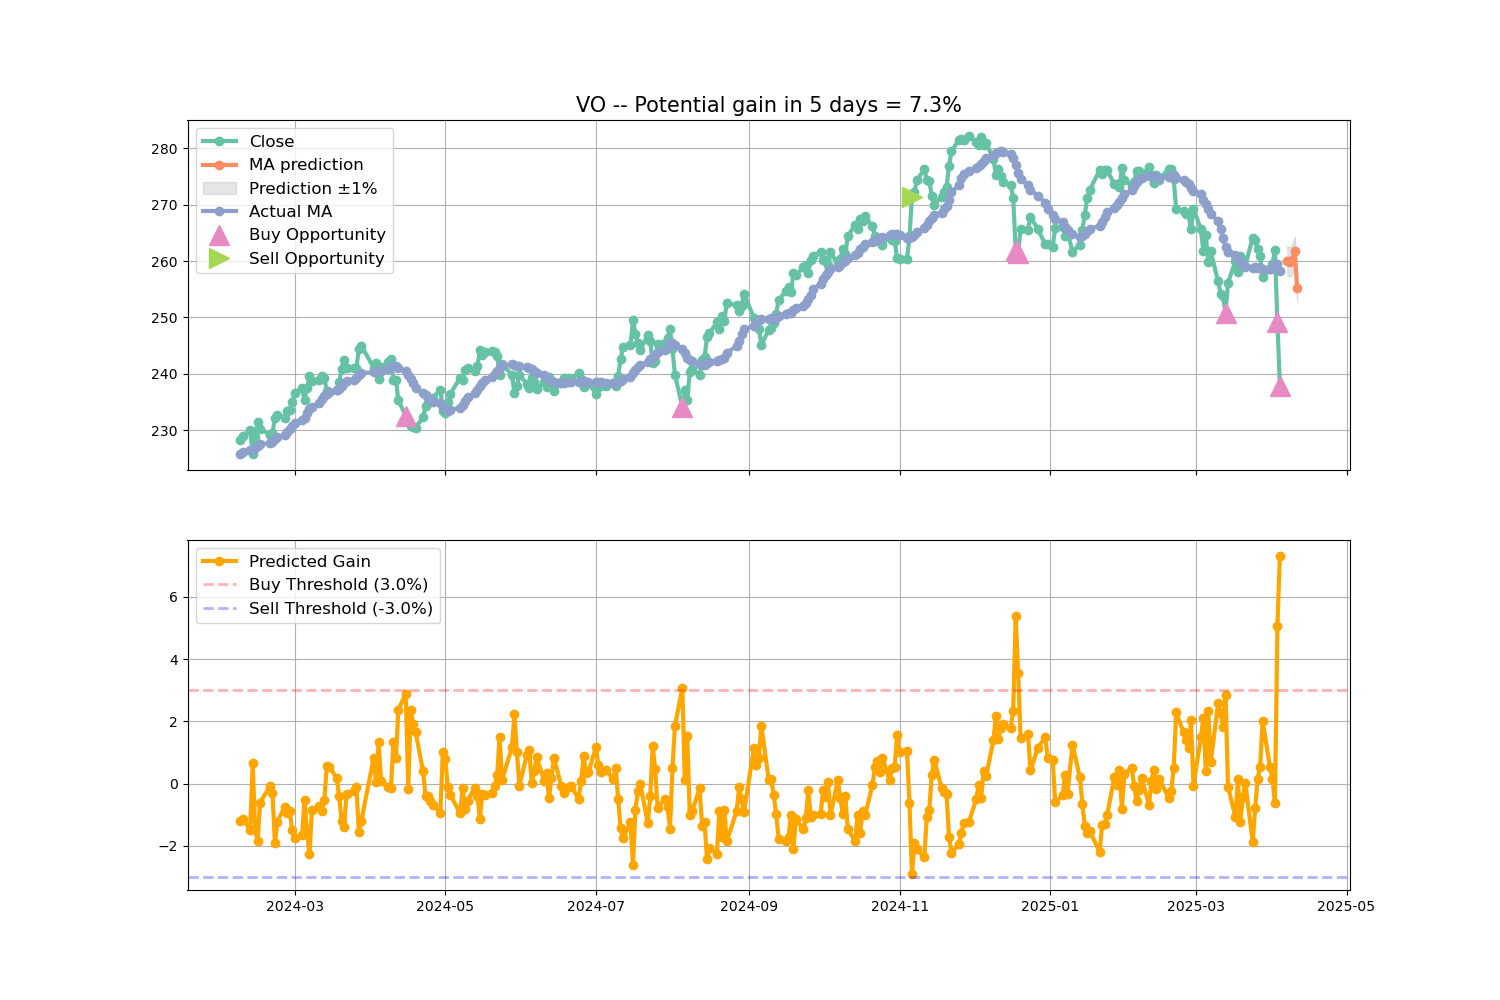 VO -- Potential gain in 5 days = 7.3%
Close
MA prediction
Prediction ±1%
Actual MA
Buy Opportunity
Sell Opportunity
280
270
260
250
240
230
Predicted Gain
Buy Threshold (3.0%)
Sell Threshold (-3.0%)
6
4
2
0
−2
2024-03 2024-05 2024-07 2024-09 2024-11 2025-01 2025-03 2025-05